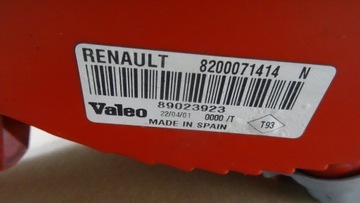 RENAULT 8200071414 N
Valeo 89023923
22/04/01 0000 /T T93
MADE IN SPAIN